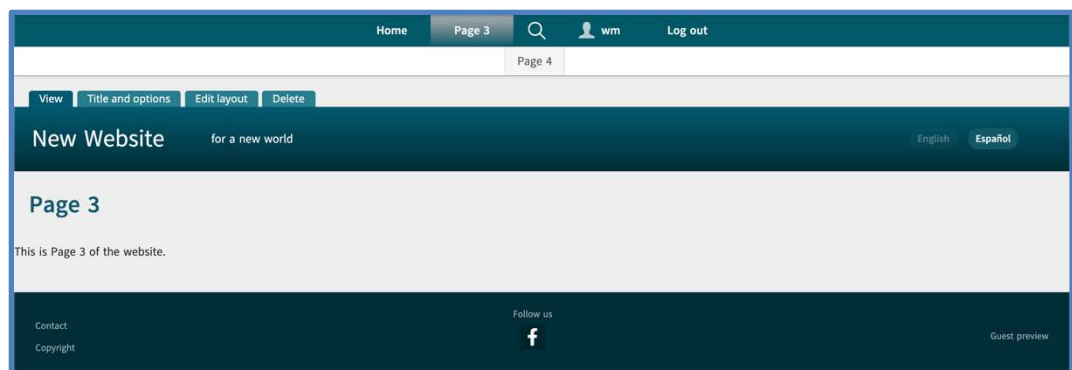 Home Page 3 wm Log out
Page 4
View Title and options Edit layout Delete
New Website for a new world English Español
Page 3
This is Page 3 of the website.
Follow us
Contact
Guest preview
Copyright